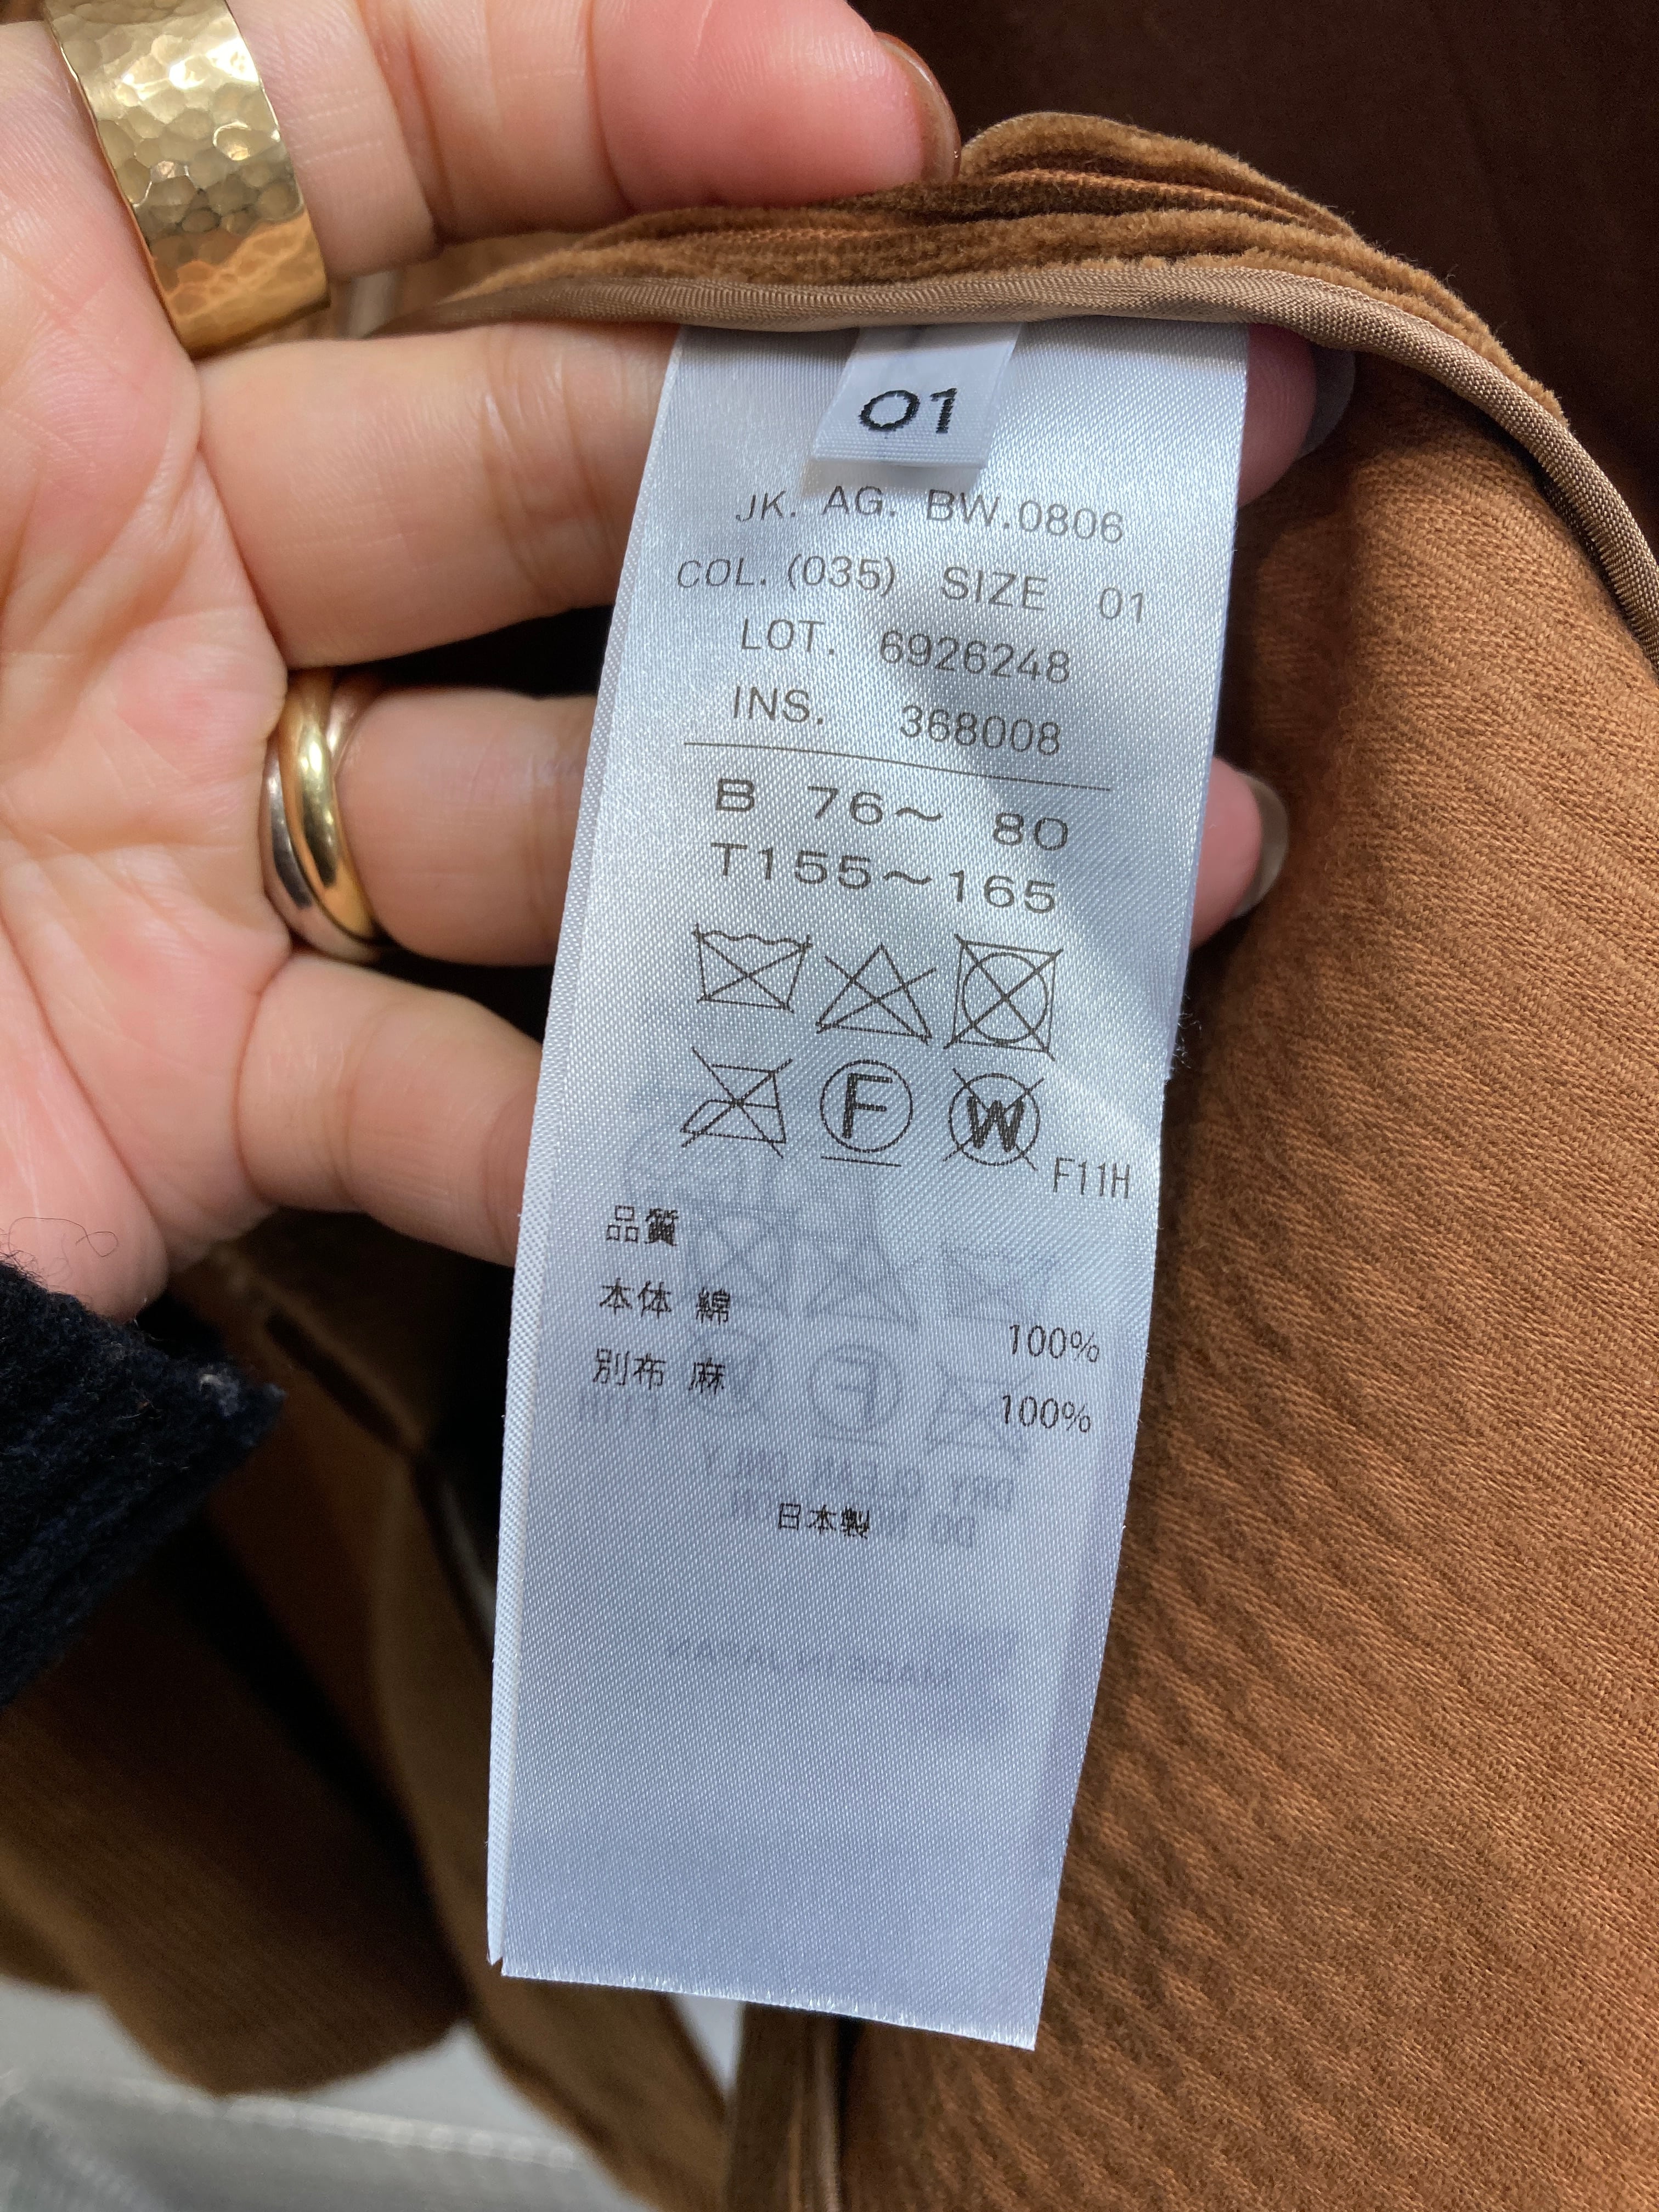 01
JK. AG. BW.0806
COL. (035) SIZE 01
LOT. 6926248
INS. 368008
B 76〜 80
T155〜165
F W
F11H
品質
本体 綿 100%
別布 麻 100%
日本製